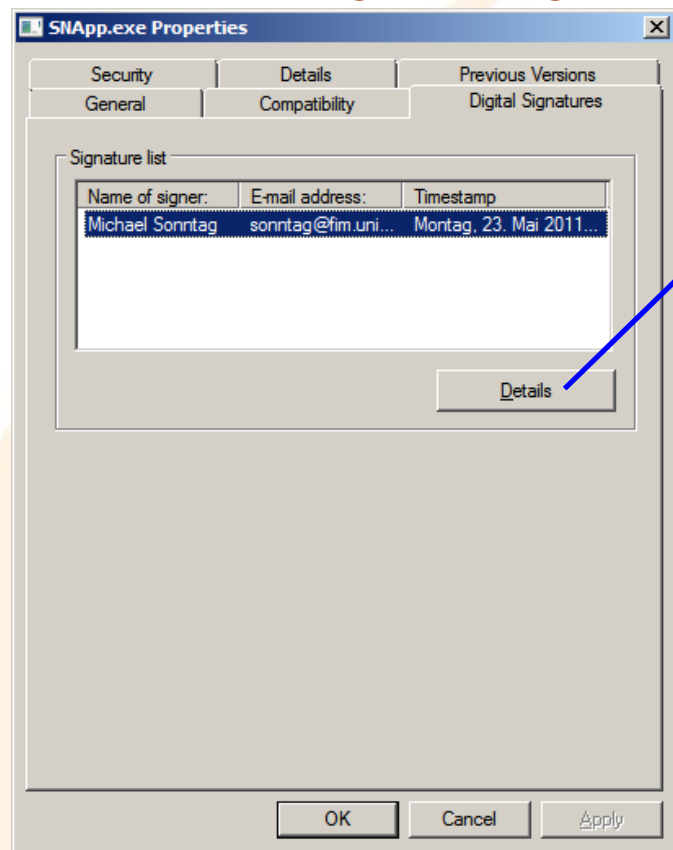 SNApp.exe Properties
Security Details Previous Versions
General Compatibility Digital Signatures
Signature list
Name of signer: E-mail address: Timestamp
Michael Sonntag sonntag@fim.uni... Montag, 23. Mai 2011...
Details
OK Cancel Apply